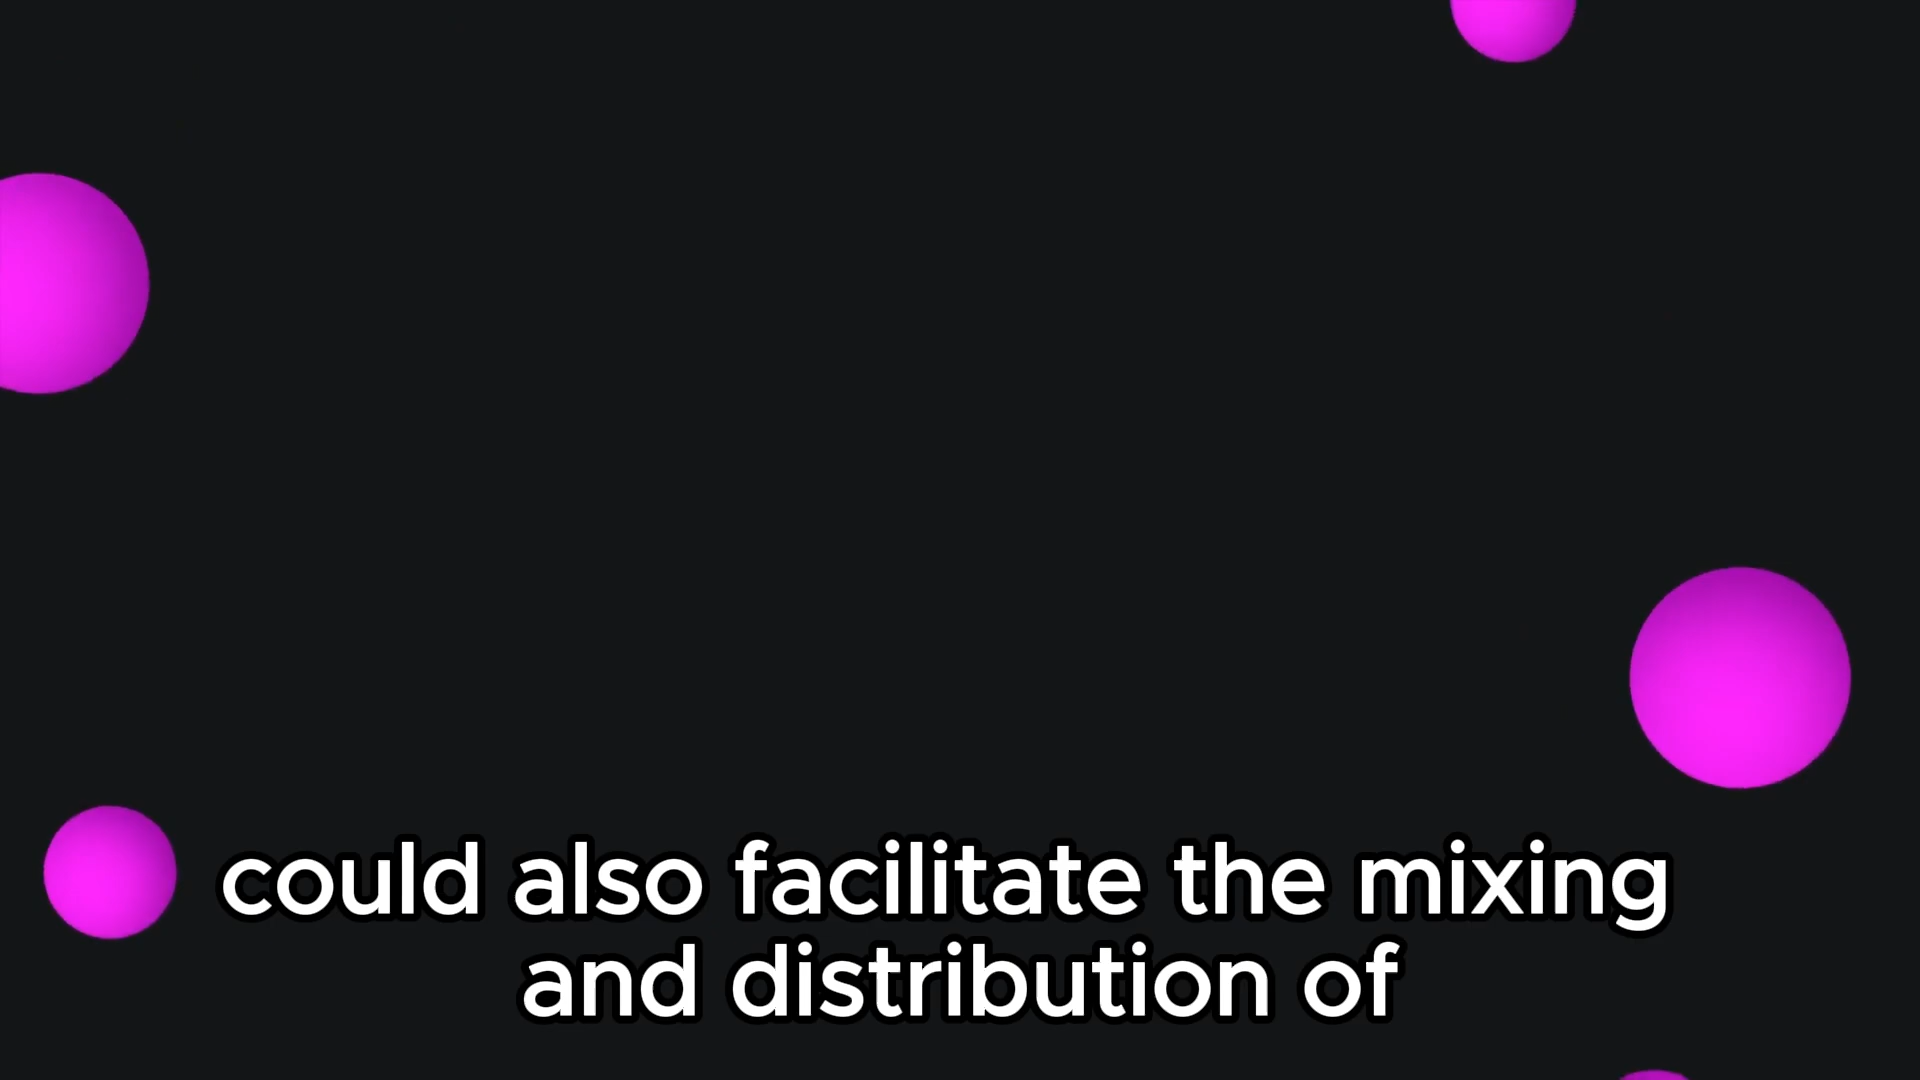 could also facilitate the mixing
and distribution of